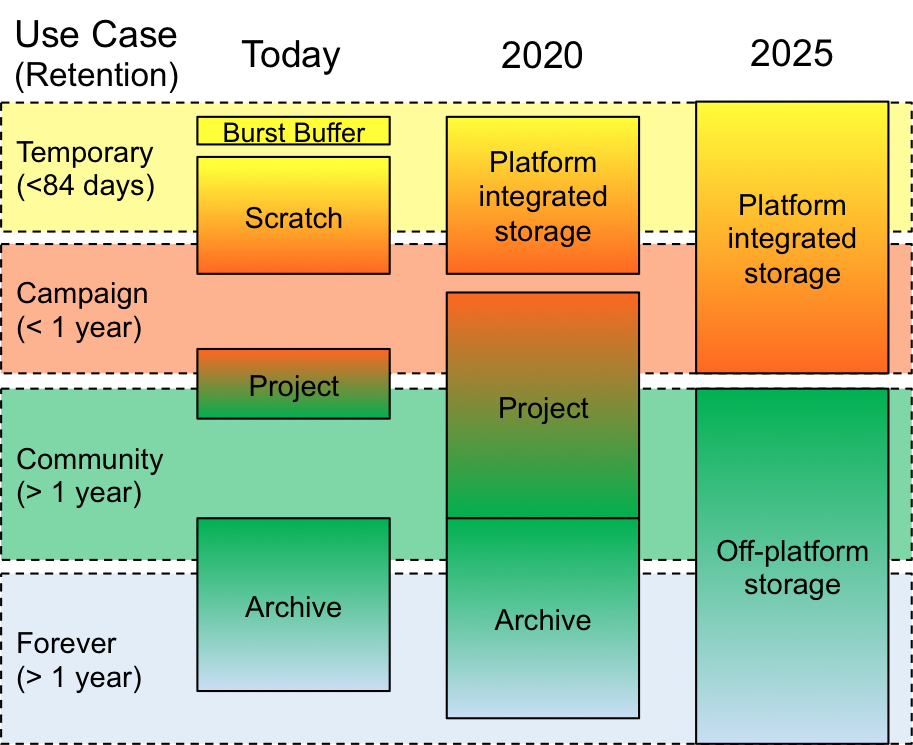 Use Case
(Retention)
Today
2020
2025
Temporary
(<84 days)
Burst Buffer
Scratch
Platform
integrated
storage
Platform
integrated
storage
Campaign
(< 1 year)
Project
Project
Community
(> 1 year)
Off-platform
storage
Archive
Archive
Forever
(> 1 year)